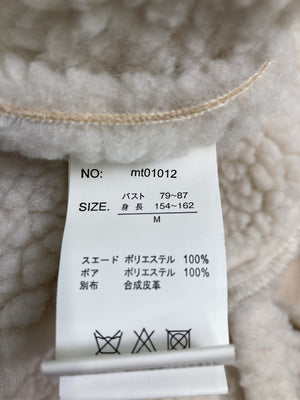 NO: mt01012
バスト 79~87
SIZE. 身長 154~162
M
スエード ポリエステル 100%
ボア ポリエステル 100%
別布 合成皮革